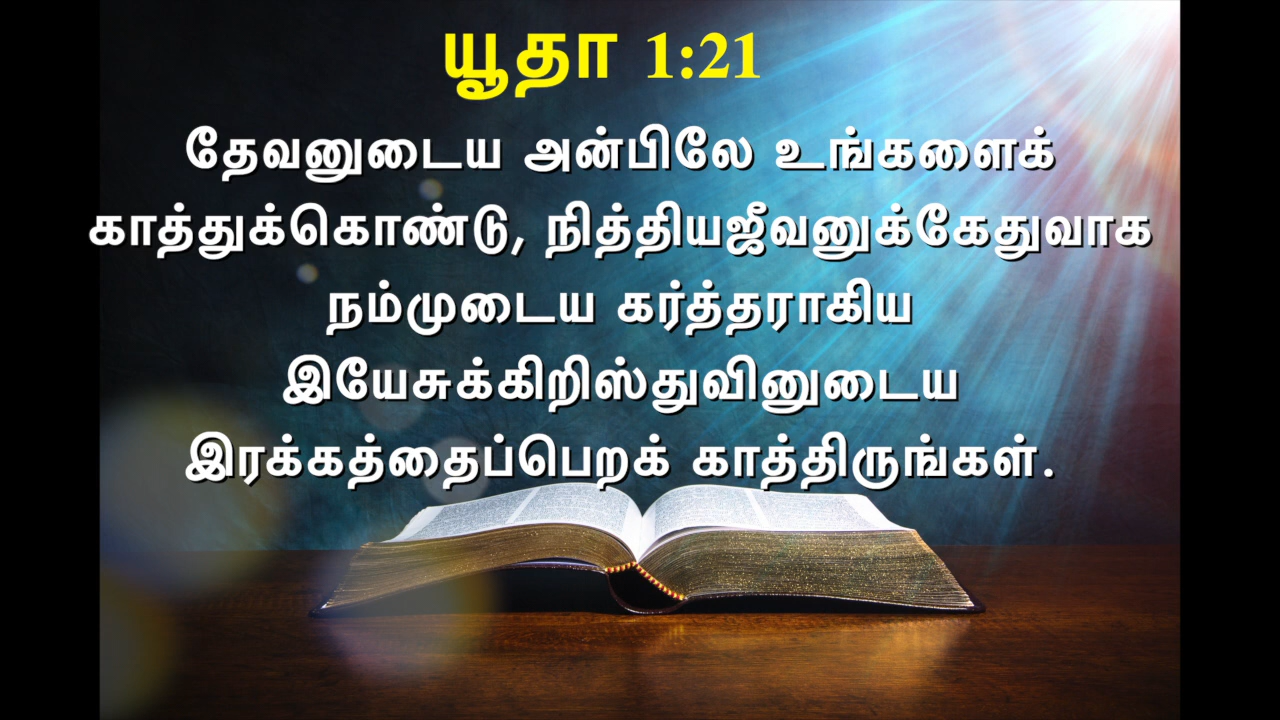 யூதா 1:21
தேவனுடைய அன்பிலே உங்களைக்
காத்துக்கொண்டு, நித்தியஜீவனுக்கேதுவாக
நம்முடைய கர்த்தராகிய
இயேசுக்கிறிஸ்துவினுடைய
இரக்கத்தைப்பெறக் காத்திருங்கள்.